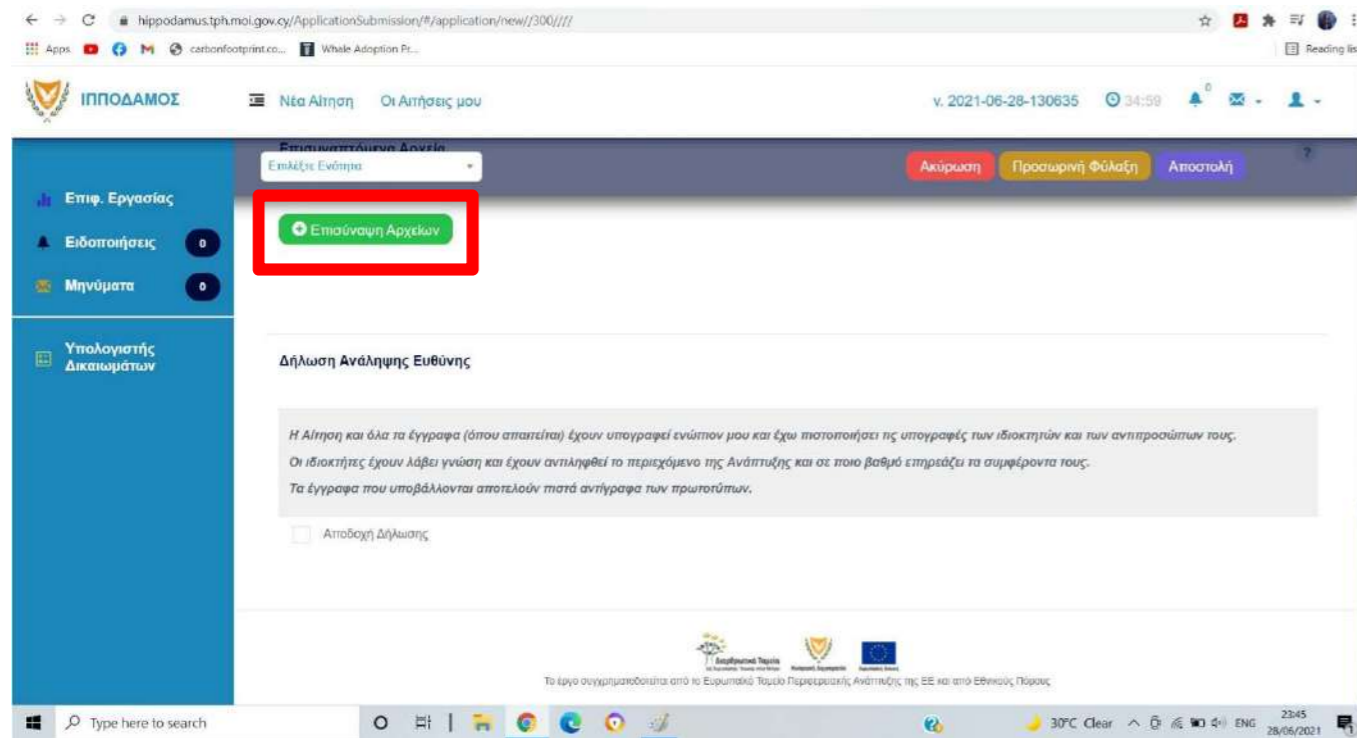 hippodamus.tph.moi.gov.cy/ApplicationSubmission/#/application/new//300////
Apps carbonfootprint.co... Whale Adoption Pr... Reading lis
ΙΠΠΟΔΑΜΟΣ Νέα Αίτηση Οι Αιτήσεις μου v. 2021-06-28-130635 34:59 0
Επισυναπτόμενα Αρχεία
Επιλέξτε Ενότητα Ακύρωση Προσωρινή Φύλαξη Αποστολή ?
Επιφ. Εργασίας
Επισύναψη Αρχείων
Ειδοποιήσεις 0
Μηνύματα 0
Υπολογιστής
Δικαιωμάτων
Δήλωση Ανάληψης Ευθύνης
Η Αίτηση και όλα τα έγγραφα (όπου απαιτείται) έχουν υπογραφεί ενώπιον μου και έχω πιστοποιήσει τις υπογραφές των ιδιοκτητών και των αντιπροσώπων τους.
Οι ιδιοκτήτες έχουν λάβει γνώση και έχουν αντιληφθεί το περιεχόμενο της Ανάπτυξης και σε ποιο βαθμό επηρεάζει τα συμφέροντα τους.
Τα έγγραφα που υποβάλλονται αποτελούν πιστά αντίγραφα των πρωτοτύπων.
Αποδοχή Δήλωσης
Διαρθρωτικά Ταμεία
Το έργο συγχρηματοδοτείται από το Ευρωπαϊκό Ταμείο Περιφερειακής Ανάπτυξης της ΕΕ και από Εθνικούς Πόρους
Type here to search 30°C Clear ENG 23:45
28/06/2021 1